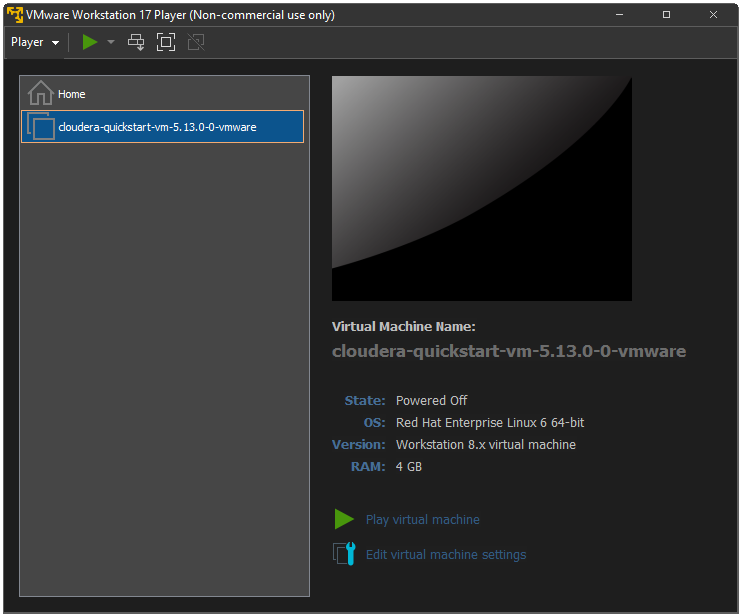 VMware Workstation 17 Player (Non-commercial use only)
Player
Home
cloudera-quickstart-vm-5.13.0-0-vmware
Virtual Machine Name:
cloudera-quickstart-vm-5.13.0-0-vmware
State: Powered Off
OS: Red Hat Enterprise Linux 6 64-bit
Version: Workstation 8.x virtual machine
RAM: 4 GB
Play virtual machine
Edit virtual machine settings